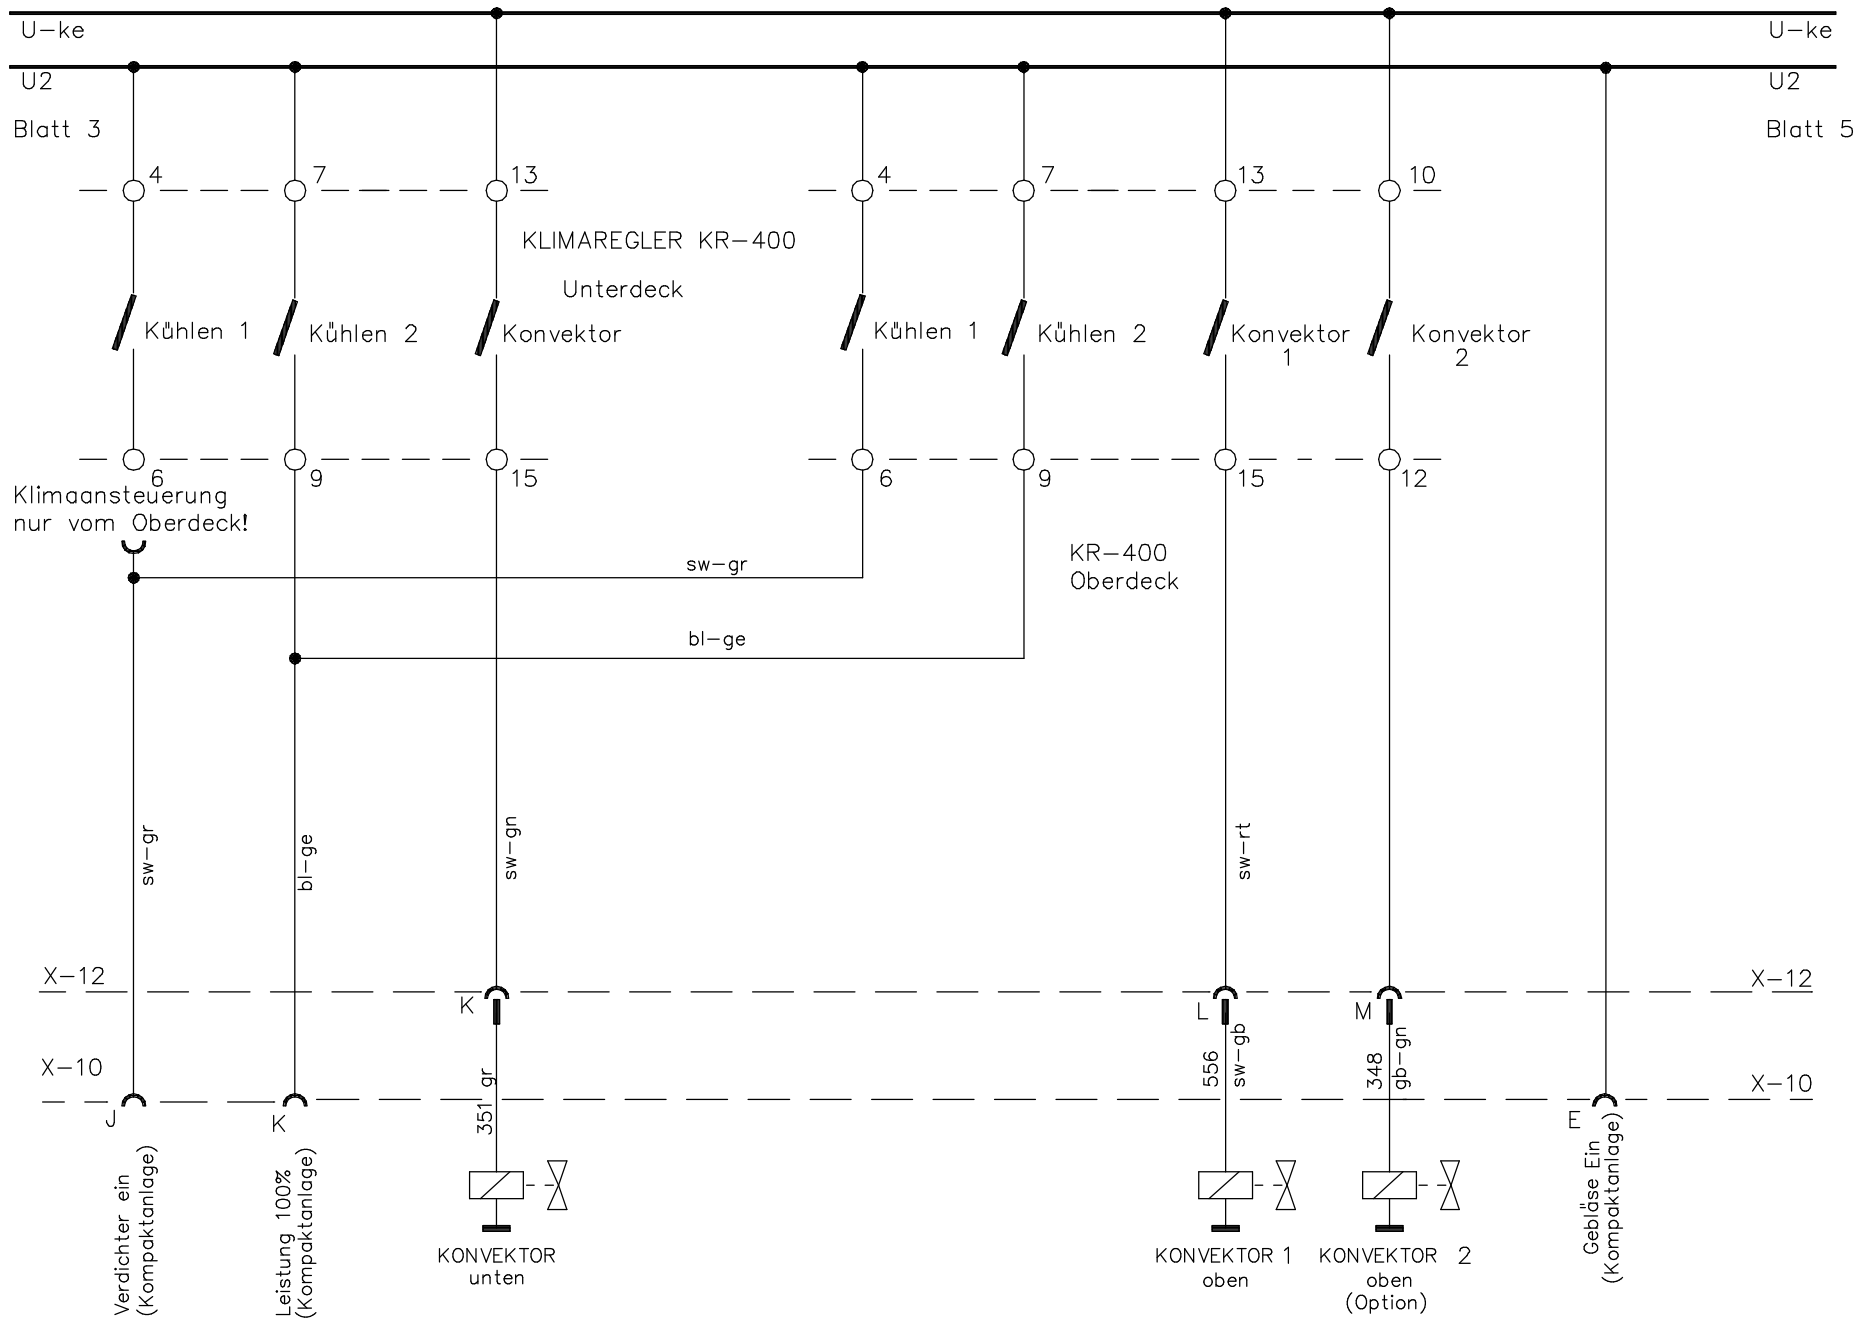 U-ke
U-ke
U2
U2
Blatt 3
Blatt 5
4
7
13
4
7
13
10
KLIMAREGLER KR-400
Unterdeck
Kühlen 1
Kühlen 2
Konvektor
Kühlen 1
Kühlen 2
Konvektor
1
Konvektor
2
6
9
15
6
9
15
12
Klimaansteuerung
nur vom Oberdeck!
KR-400
Oberdeck
sw-gr
bl-ge
sw-gr
bl-ge
sw-gn
sw-rt
X-12
X-12
K
L
M
351 gr
556
sw-gb
348
gb-gn
X-10
X-10
J
K
E
Verdichter ein
(Kompaktanlage)
Leistung 100%
(Kompaktanlage)
KONVEKTOR
unten
KONVEKTOR 1
oben
KONVEKTOR 2
oben
(Option)
Gebläse Ein
(Kompaktanlage)